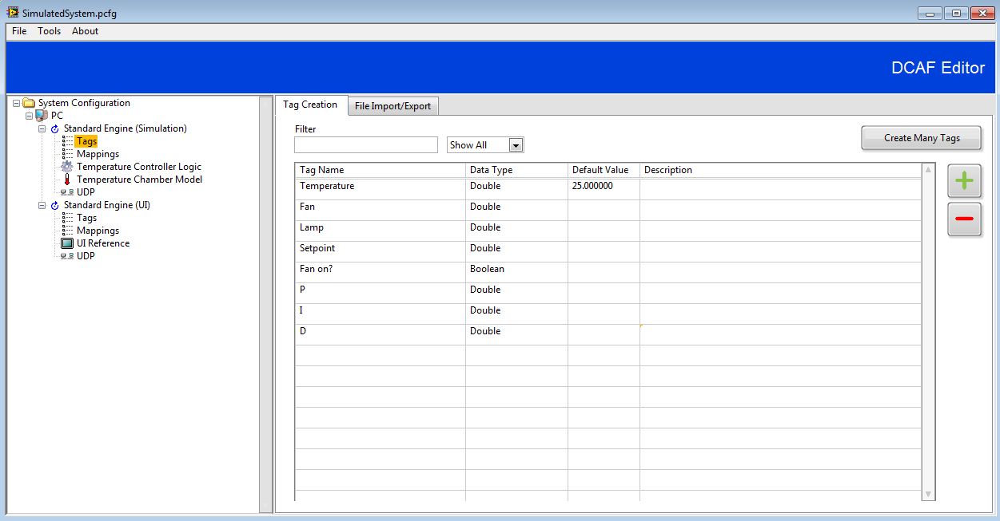 SimulatedSystem.pcfg
File Tools About
DCAF Editor
System Configuration
PC
Standard Engine (Simulation)
Tags
Mappings
Temperature Controller Logic
Temperature Chamber Model
UDP
Standard Engine (UI)
Tags
Mappings
UI Reference
UDP
Tag Creation File Import/Export
Filter
Show All
Create Many Tags
Tag Name Data Type Default Value Description
Temperature Double 25.000000
Fan Double
Lamp Double
Setpoint Double
Fan on? Boolean
P Double
I Double
D Double